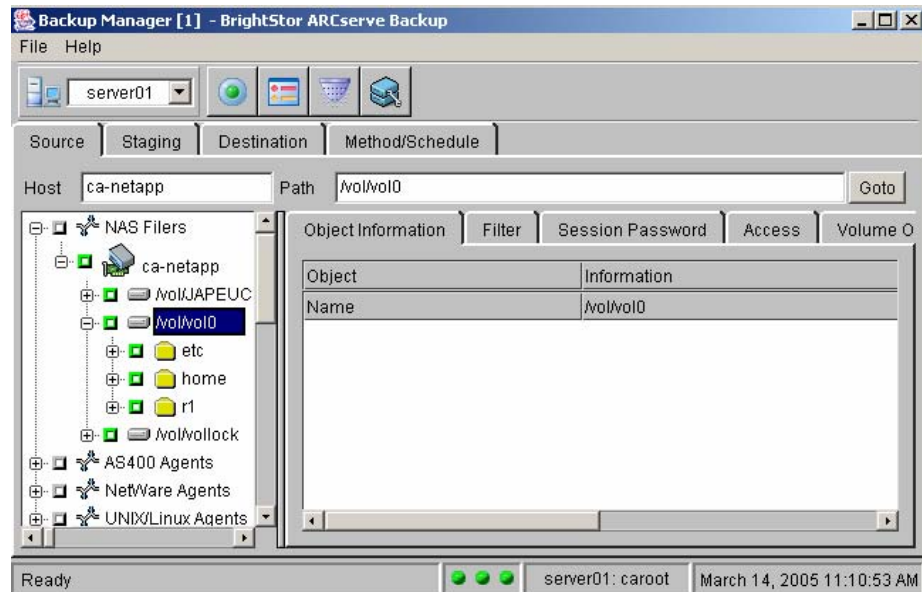 Backup Manager [1] - BrightStor ARCserve Backup
File Help
server01
Source Staging Destination Method/Schedule
Host ca-netapp Path /vol/vol0 Goto
NAS Filers
ca-netapp
/vol/JAPEUC
/vol/vol0
etc
home
r1
/vol/vollock
AS400 Agents
NetWare Agents
UNIX/Linux Agents
Object Information Filter Session Password Access Volume O
Object Information
Name /vol/vol0
Ready server01: caroot March 14, 2005 11:10:53 AM